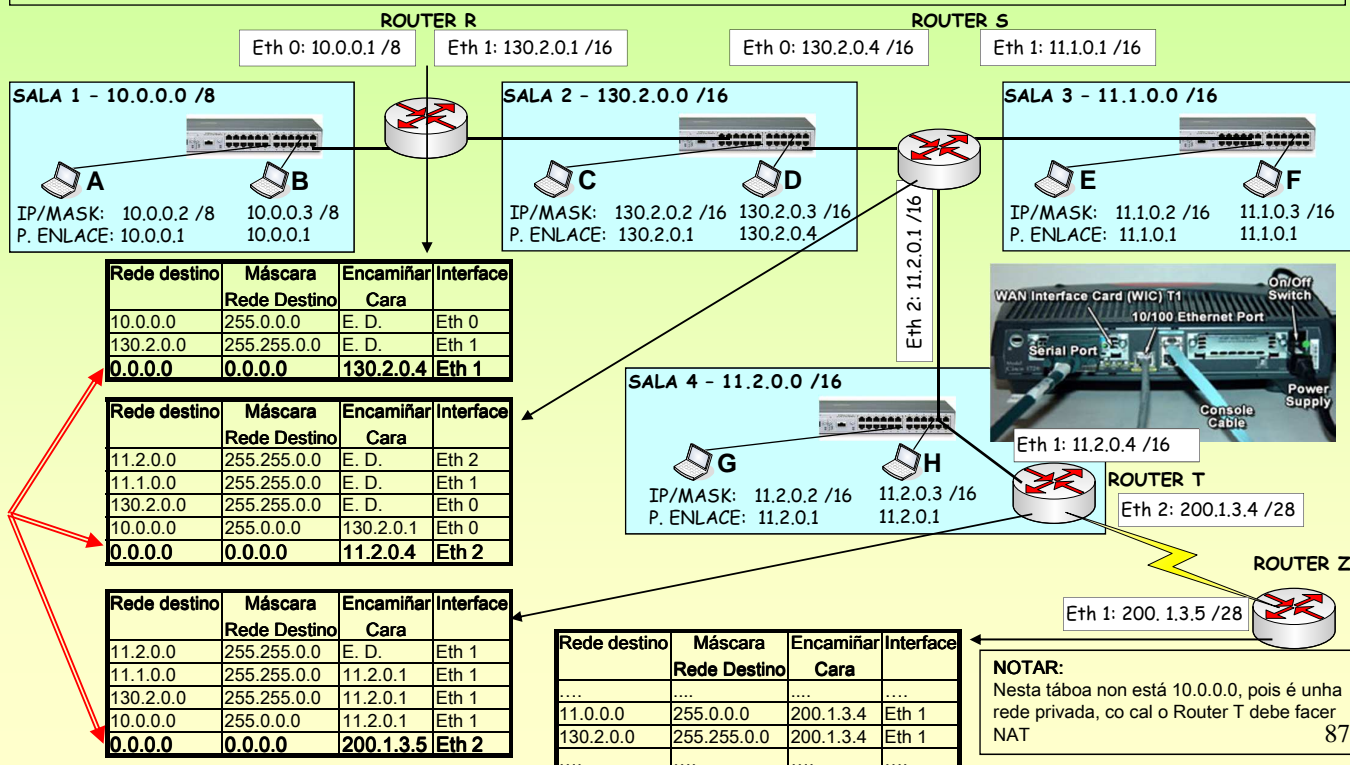 ROUTER R
ROUTER S
Eth 0: 10.0.0.1 /8
Eth 1: 130.2.0.1 /16
Eth 0: 130.2.0.4 /16
Eth 1: 11.1.0.1 /16
SALA 1 – 10.0.0.0 /8
A
B
IP/MASK: 10.0.0.2 /8 10.0.0.3 /8
P. ENLACE: 10.0.0.1 10.0.0.1
SALA 2 – 130.2.0.0 /16
C
D
IP/MASK: 130.2.0.2 /16 130.2.0.3 /16
P. ENLACE: 130.2.0.1 130.2.0.4
SALA 3 – 11.1.0.0 /16
E
F
IP/MASK: 11.1.0.2 /16 11.1.0.3 /16
P. ENLACE: 11.1.0.1 11.1.0.1
Eth 2: 11.2.0.1 /16
Rede destino Máscara Encamiñar Interface
Rede Destino Cara
10.0.0.0 255.0.0.0 E. D. Eth 0
130.2.0.0 255.255.0.0 E. D. Eth 1
0.0.0.0 0.0.0.0 130.2.0.4 Eth 1
WAN Interface Card (WIC) T1
On/Off
Switch
10/100 Ethernet Port
Serial Port
Console
Cable
Power
Supply
Rede destino Máscara Encamiñar Interface
Rede Destino Cara
11.2.0.0 255.255.0.0 E. D. Eth 2
11.1.0.0 255.255.0.0 E. D. Eth 1
130.2.0.0 255.255.0.0 E. D. Eth 0
10.0.0.0 255.0.0.0 130.2.0.1 Eth 0
0.0.0.0 0.0.0.0 11.2.0.4 Eth 2
SALA 4 – 11.2.0.0 /16
G
H
IP/MASK: 11.2.0.2 /16 11.2.0.3 /16
P. ENLACE: 11.2.0.1 11.2.0.1
Eth 1: 11.2.0.4 /16
ROUTER T
Eth 2: 200.1.3.4 /28
ROUTER Z
Eth 1: 200. 1.3.5 /28
Rede destino Máscara Encamiñar Interface
Rede Destino Cara
11.2.0.0 255.255.0.0 E. D. Eth 1
11.1.0.0 255.255.0.0 11.2.0.1 Eth 1
130.2.0.0 255.255.0.0 11.2.0.1 Eth 1
10.0.0.0 255.0.0.0 11.2.0.1 Eth 1
0.0.0.0 0.0.0.0 200.1.3.5 Eth 2
Rede destino Máscara Encamiñar Interface
Rede Destino Cara
.... .... .... ....
11.0.0.0 255.0.0.0 200.1.3.4 Eth 1
130.2.0.0 255.255.0.0 200.1.3.4 Eth 1
.... .... .... ....
NOTAR:
Nesta táboa non está 10.0.0.0, pois é unha
rede privada, co cal o Router T debe facer
NAT
87